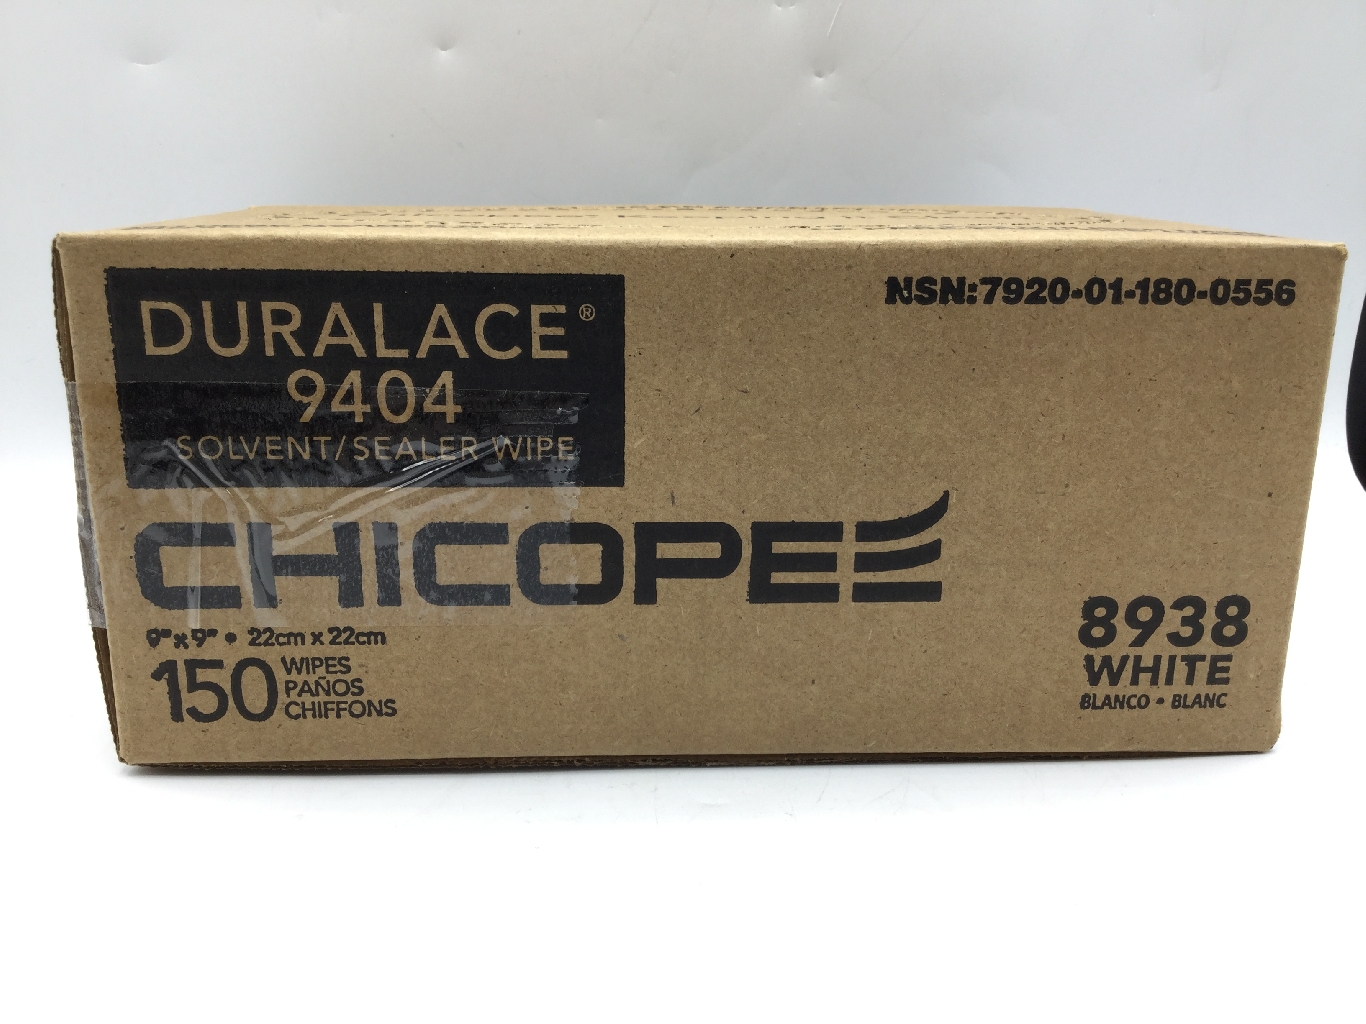 DURALACE®
9404
SOLVENT/SEALER WIPE
NSN:7920-01-180-0556
CHICOPEE
9" x 9" • 22cm x 22cm
150 WIPES
PAÑOS
CHIFFONS
8938
WHITE
BLANCO • BLANC